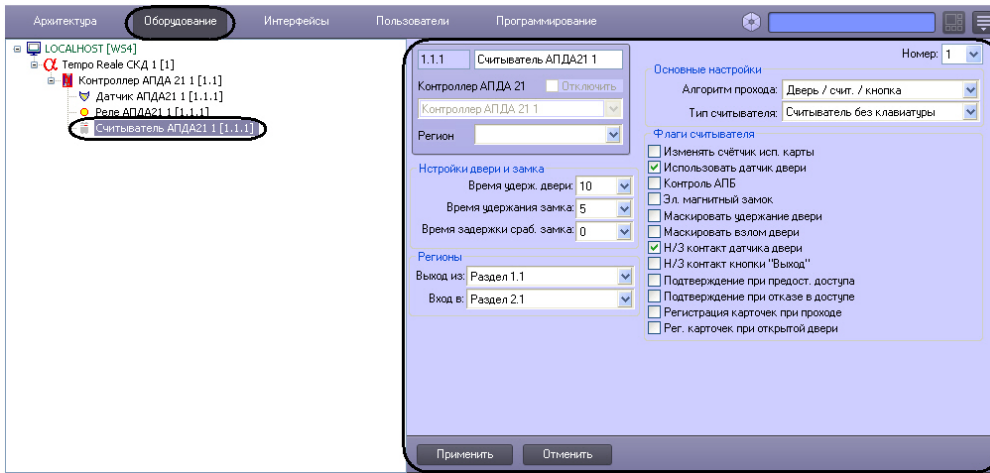 Архитектура Оборудование Интерфейсы Пользователи Программирование
LOCALHOST [WS4]
Tempo Reale СКД 1 [1]
Контроллер АПДА 21 1 [1.1]
Датчик АПДА21 1 [1.1.1]
Реле АПДА21 1 [1.1.1]
Считыватель АПДА21 1 [1.1.1]
1.1.1 Считыватель АПДА21 1
Контроллер АПДА 21 Отключить
Контроллер АПДА 21 1
Регион
Нстройки двери и замка
Время удерж. двери: 10
Время удержания замка: 5
Время задержки сраб. замка: 0
Регионы
Выход из: Раздел 1.1
Вход в: Раздел 2.1
Номер: 1
Основные настройки
Алгоритм прохода: Дверь / счит. / кнопка
Тип считывателя: Считыватель без клавиатуры
Флаги считывателя
Изменять счётчик исп. карты
Использовать датчик двери
Контроль АПБ
Эл. магнитный замок
Маскировать удержание двери
Маскировать взлом двери
Н/З контакт датчика двери
Н/З контакт кнопки "Выход"
Подтверждение при предост. доступа
Подтверждение при отказе в доступе
Регистрация карточек при проходе
Рег. карточек при открытой двери
Применить Отменить